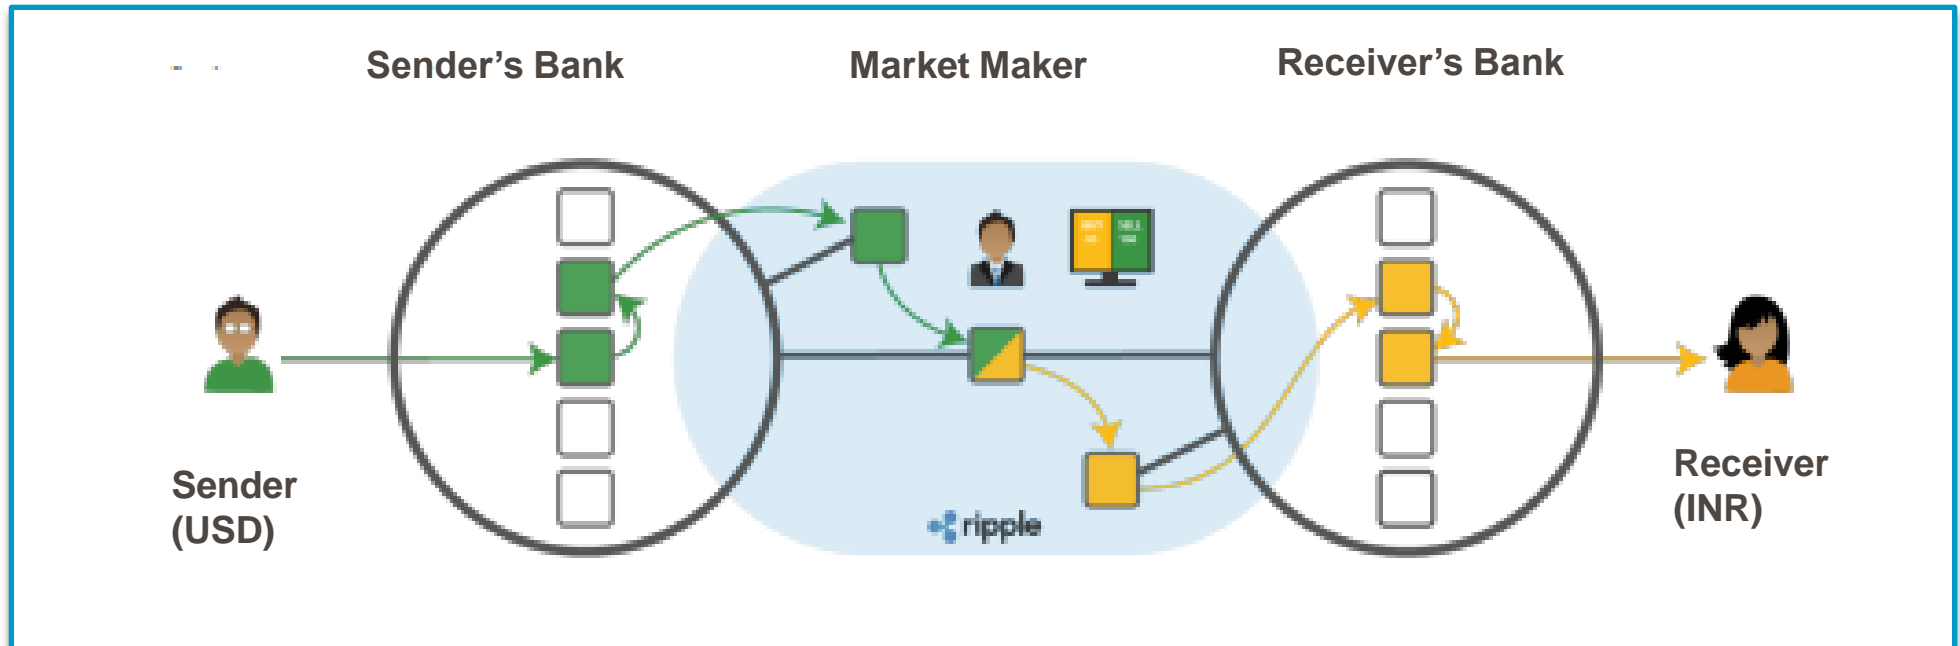 Sender’s Bank
Market Maker
Receiver’s Bank
Sender
(USD)
ripple
Receiver
(INR)